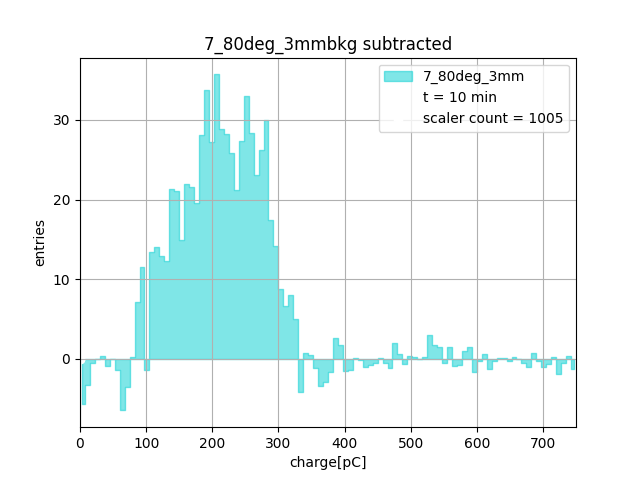 7_80deg_3mmbkg subtracted
7_80deg_3mm
t = 10 min
scaler count = 1005
entries
30
20
10
0
0 100 200 300 400 500 600 700
charge[pC]